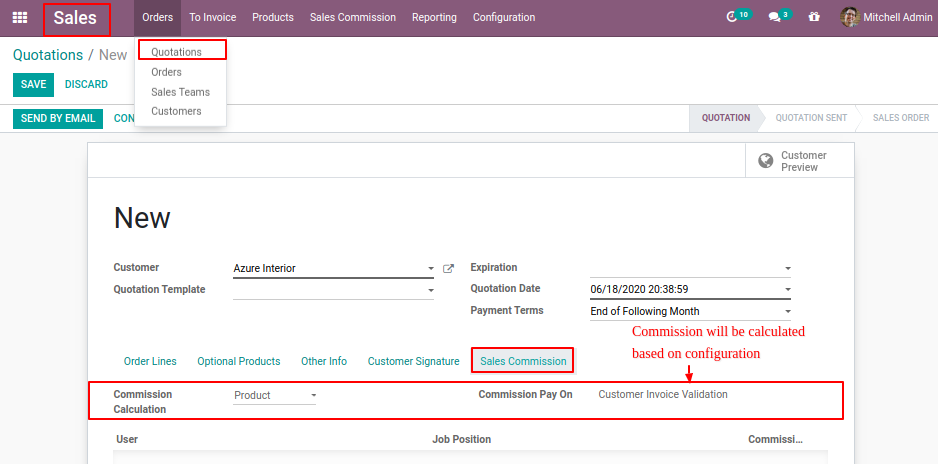 Sales Orders To Invoice Products Sales Commission Reporting Configuration 10 3 Mitchell Admin
Quotations / New
Quotations
Orders
Sales Teams
Customers
SAVE DISCARD
SEND BY EMAIL CON QUOTATION QUOTATION SENT SALES ORDER
Customer
Preview
New
Customer Azure Interior Expiration
Quotation Template Quotation Date 06/18/2020 20:38:59
Payment Terms End of Following Month
Commission will be calculated
based on configuration
Order Lines Optional Products Other Info Customer Signature Sales Commission
Commission
Calculation Product Commission Pay On Customer Invoice Validation
User Job Position Commissi...